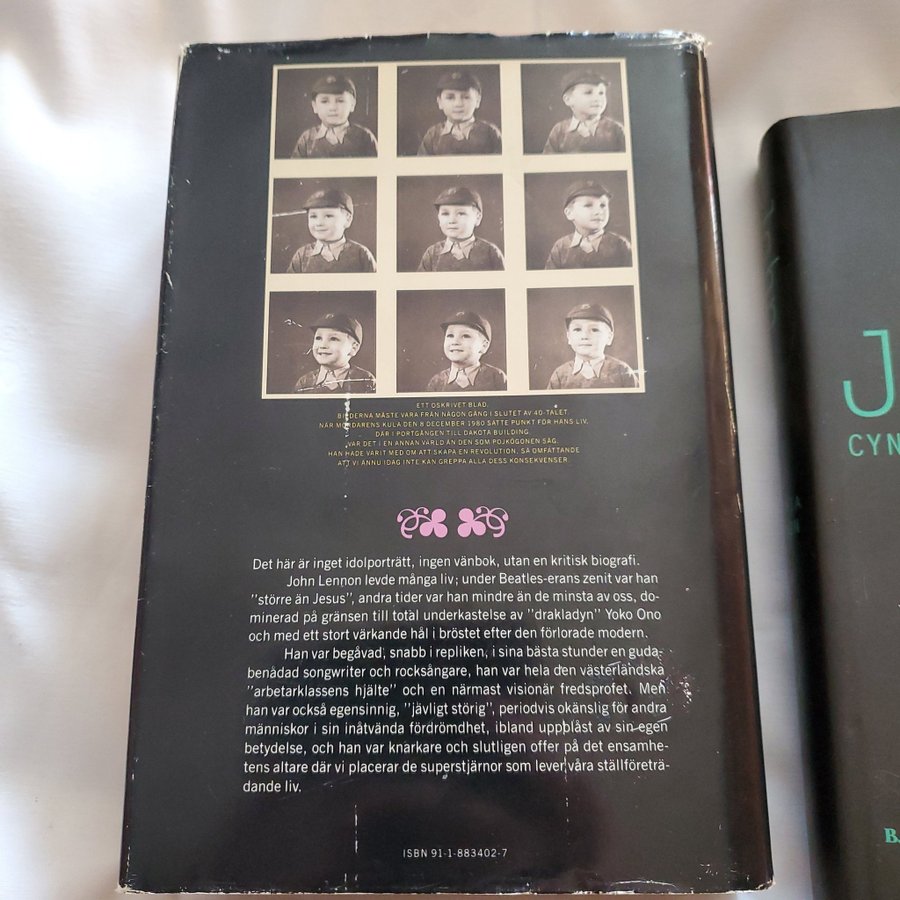 ETT OSKRIVET BLAD.
BILDERNA MÅSTE VARA FRÅN NÅGON GÅNG I SLUTET AV 40-TALET.
NÄR MÖRDARENS KULA DEN 8 DECEMBER 1980 SATTE PUNKT FÖR HANS LIV,
DÄR I PORTGÅNGEN TILL DAKOTA BUILDING,
VAR DET I EN ANNAN VÄRLD ÄN DEN SOM POJKÖGONEN SÅG.
HAN HADE VARIT MED OM ATT SKAPA EN REVOLUTION, SÅ OMFATTANDE
ATT VI ÄNNU IDAG INTE KAN GREPPA ALLA DESS KONSEKVENSER.
Det här är inget idolporträtt, ingen vänbok, utan en kritisk biografi.
John Lennon levde många liv; under Beatles-erans zenit var han
"större än Jesus", andra tider var han mindre än de minsta av oss, do-
minerad på gränsen till total underkastelse av "drakladyn" Yoko Ono
och med ett stort värkande hål i bröstet efter den förlorade modern.
Han var begåvad, snabb i repliken, i sina bästa stunder en guda-
benådad songwriter och rocksångare, han var hela den västerländska
"arbetarklassens hjälte" och en närmast visionär fredsprofet. Men
han var också egensinnig, "jävligt störig", periodvis okänslig för andra
människor i sin inåtvända fördrömdhet, ibland uppblåst av sin egen
betydelse, och han var knarkare och slutligen offer på det ensamhe-
tens altare där vi placerar de superstjärnor som lever våra ställföreträ-
dande liv.
ISBN 91-1-883402-7
J
CYN
B